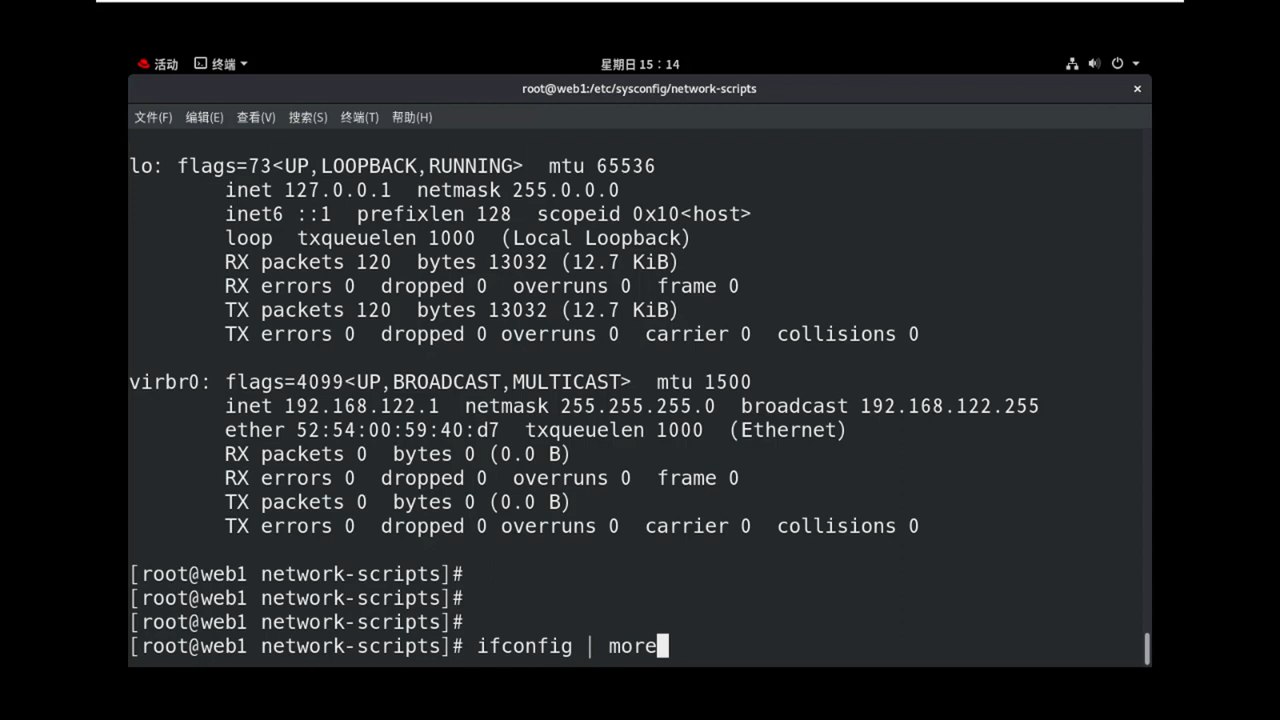 活动 终端 星期日 15：14
root@web1:/etc/sysconfig/network-scripts ×
文件(F) 编辑(E) 查看(V) 搜索(S) 终端(T) 帮助(H)
lo: flags=73<UP,LOOPBACK,RUNNING>  mtu 65536
        inet 127.0.0.1  netmask 255.0.0.0
        inet6 ::1  prefixlen 128  scopeid 0x10<host>
        loop  txqueuelen 1000  (Local Loopback)
        RX packets 120  bytes 13032 (12.7 KiB)
        RX errors 0  dropped 0  overruns 0  frame 0
        TX packets 120  bytes 13032 (12.7 KiB)
        TX errors 0  dropped 0 overruns 0  carrier 0  collisions 0
virbr0: flags=4099<UP,BROADCAST,MULTICAST>  mtu 1500
        inet 192.168.122.1  netmask 255.255.255.0  broadcast 192.168.122.255
        ether 52:54:00:59:40:d7  txqueuelen 1000  (Ethernet)
        RX packets 0  bytes 0 (0.0 B)
        RX errors 0  dropped 0  overruns 0  frame 0
        TX packets 0  bytes 0 (0.0 B)
        TX errors 0  dropped 0 overruns 0  carrier 0  collisions 0
[root@web1 network-scripts]#
[root@web1 network-scripts]#
[root@web1 network-scripts]#
[root@web1 network-scripts]# ifconfig | more